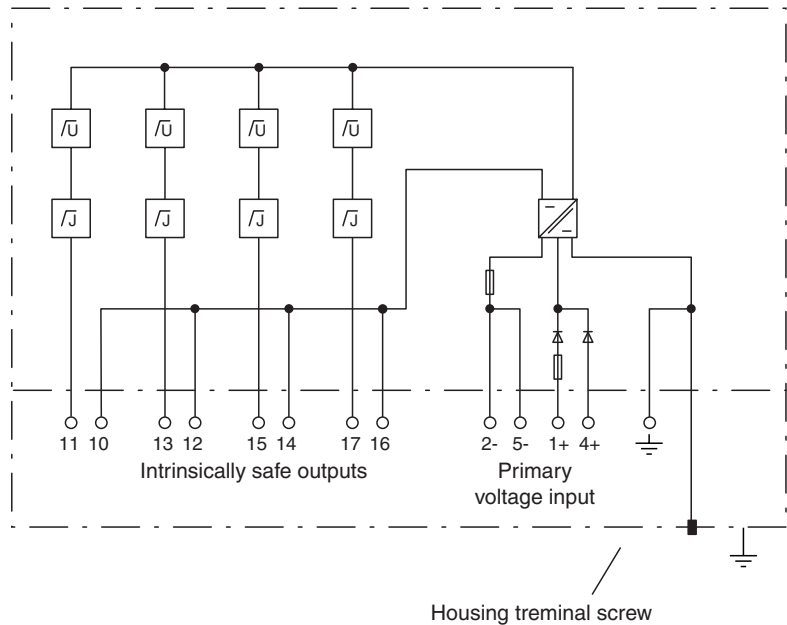 U U U U
J J J J
11 10 13 12 15 14 17 16 2- 5- 1+ 4+
Intrinsically safe outputs
Primary
voltage input
Housing treminal screw